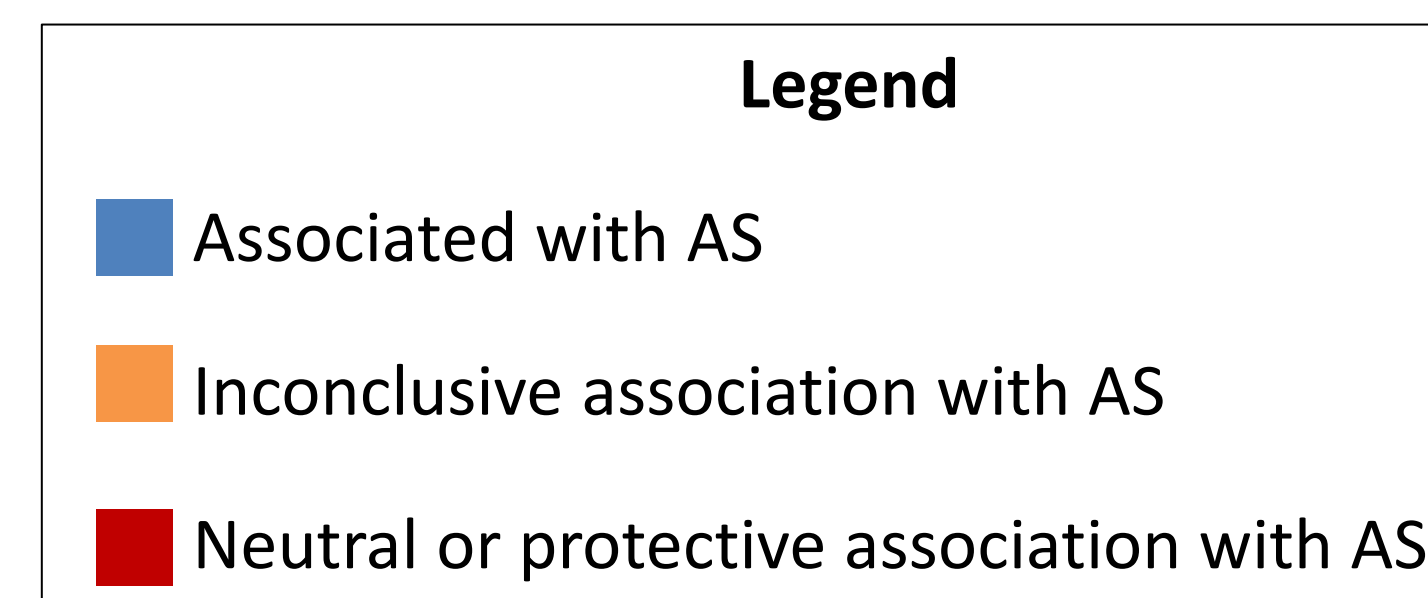 Legend
Associated with AS
Inconclusive association with AS
Neutral or protective association with AS